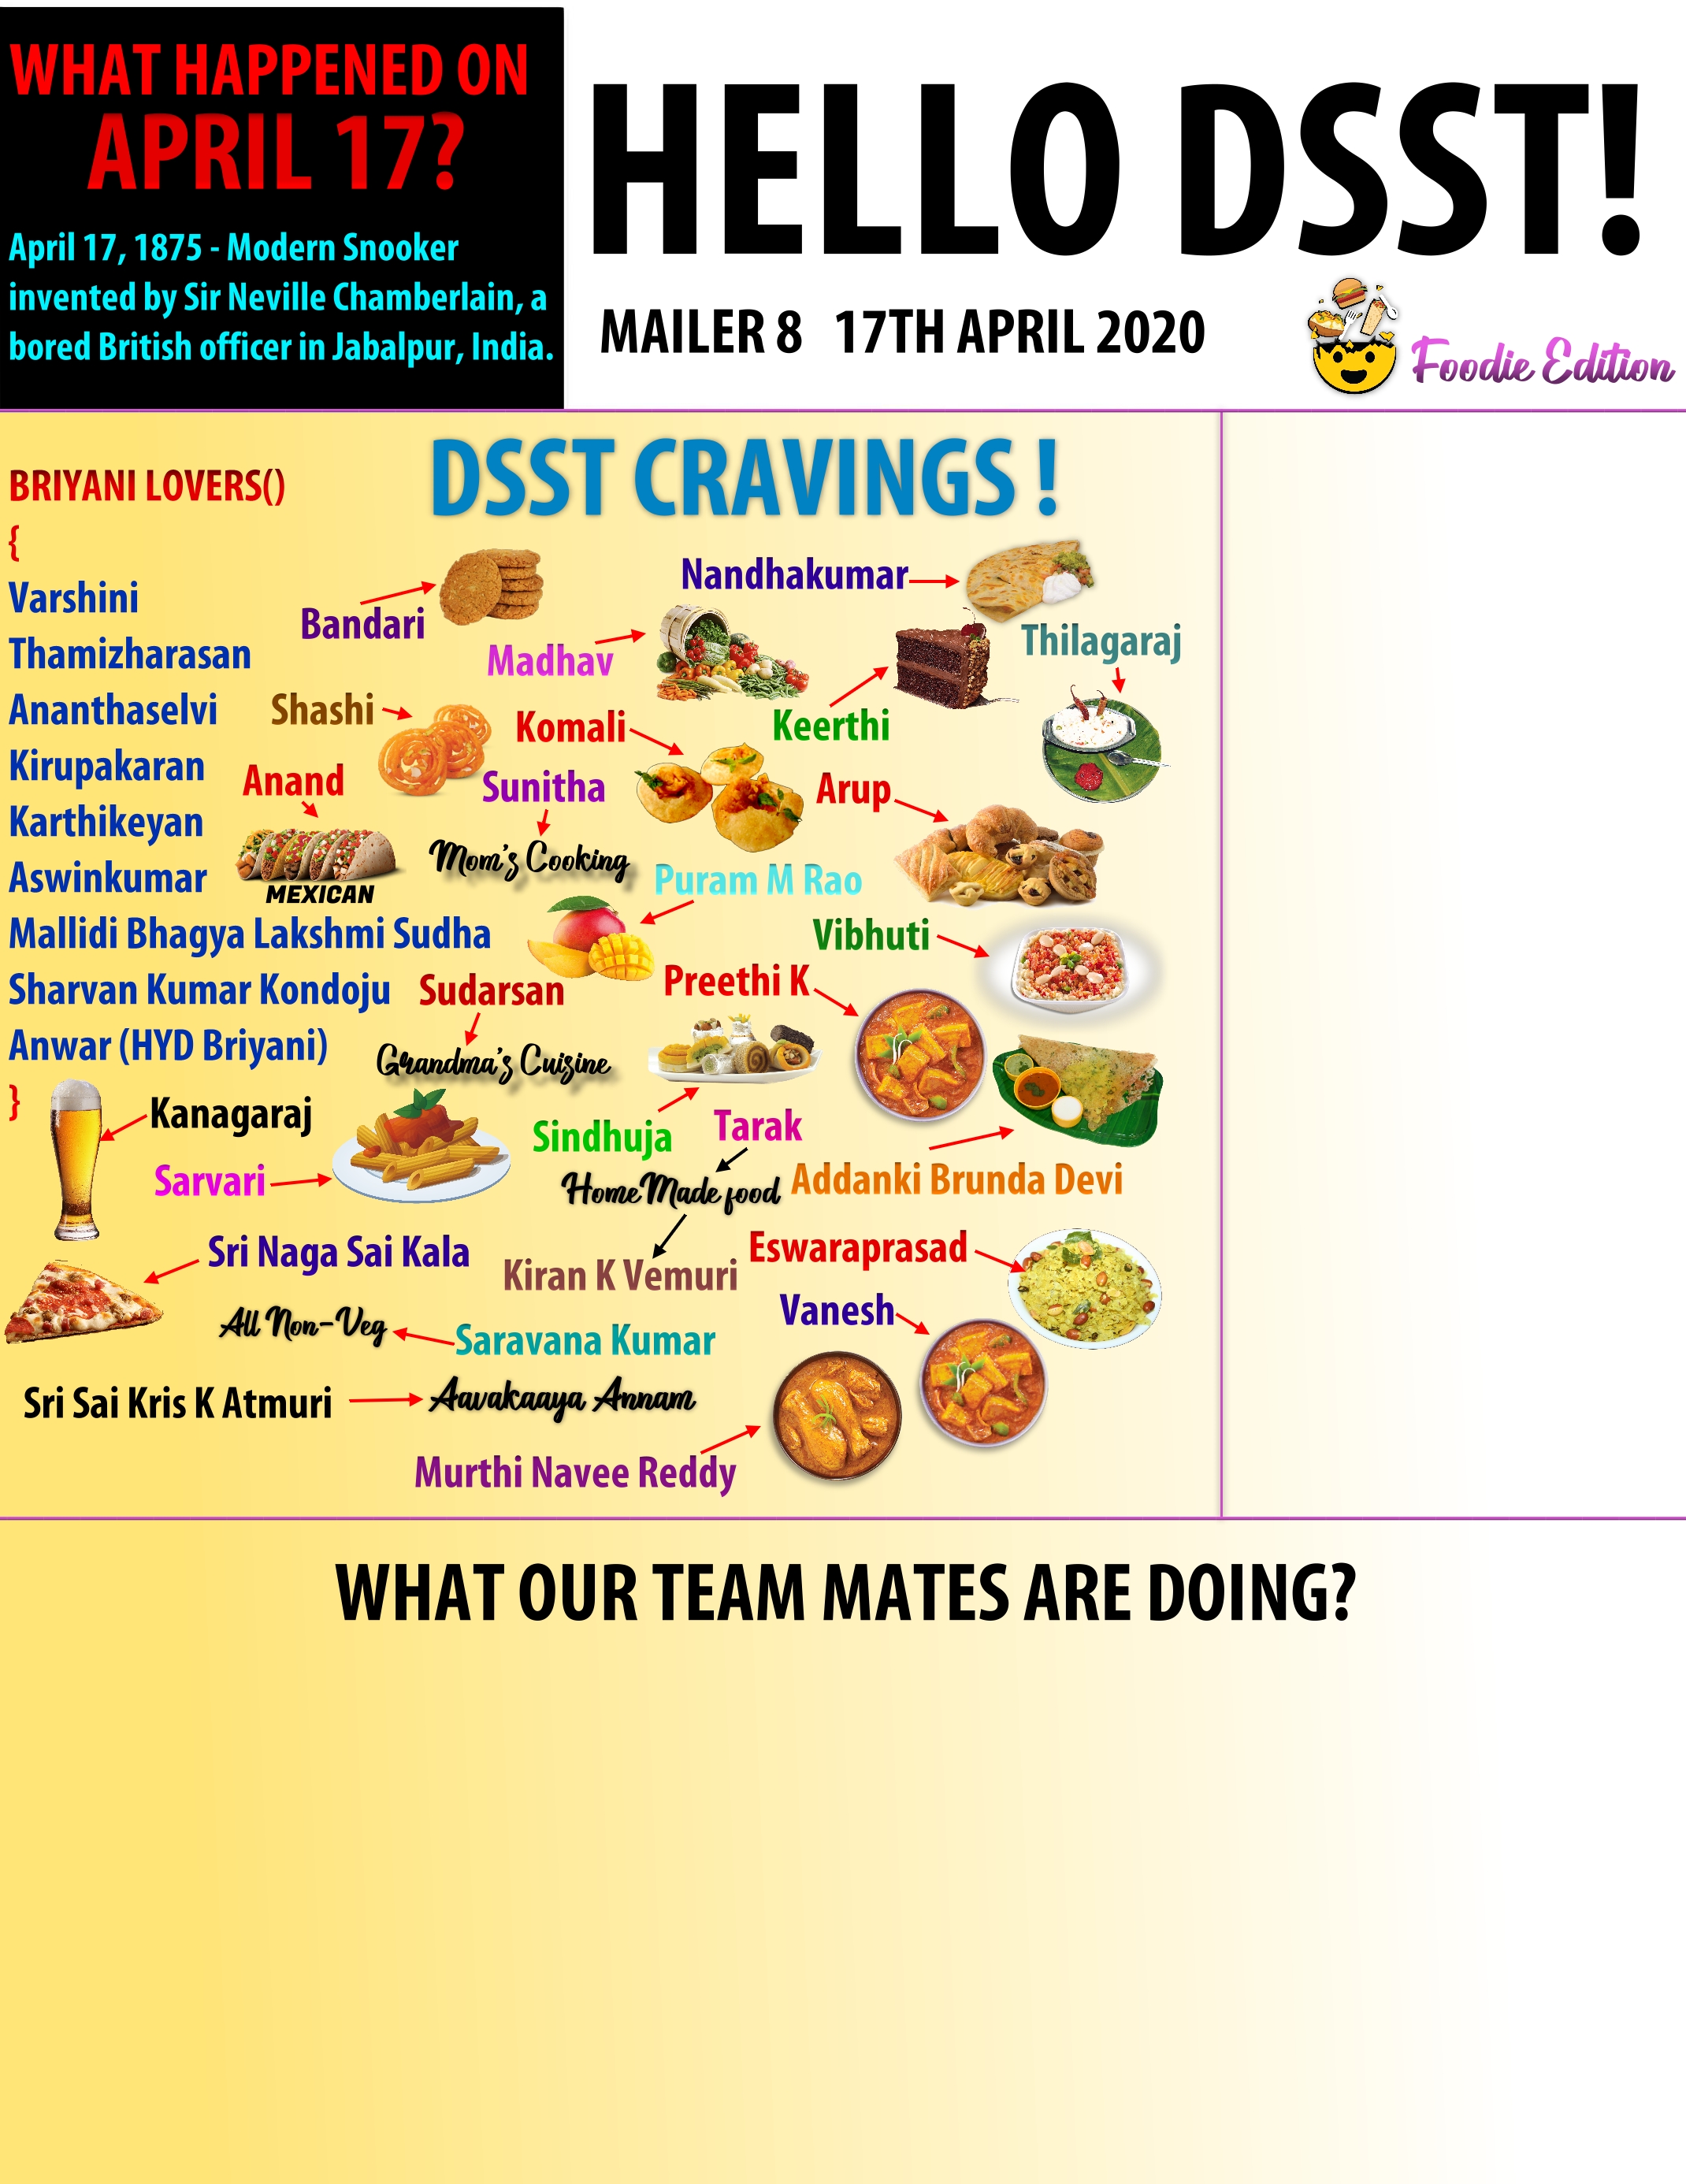 WHAT HAPPENED ON
APRIL 17?
April 17, 1875 - Modern Snooker
invented by Sir Neville Chamberlain, a
bored British officer in Jabalpur, India.
HELLO DSST!
MAILER 8 17TH APRIL 2020
Foodie Edition
DSST CRAVINGS !
BRIYANI LOVERS()
{
Varshini
Thamizharasan
Ananthaselvi
Kirupakaran
Karthikeyan
Aswinkumar
Mallidi Bhagya Lakshmi Sudha
Sharvan Kumar Kondoju
Anwar (HYD Briyani)
}
Bandari
Nandhakumar
Madhav
Thilagaraj
Shashi
Komali
Keerthi
Anand
MEXICAN
Sunitha
Mom's Cooking
Arup
Puram M Rao
Vibhuti
Sudarsan
Grandma's Cuisine
Preethi K
Kanagaraj
Sindhuja
Tarak
Home Made food
Kiran K Vemuri
Addanki Brunda Devi
Sarvari
Sri Naga Sai Kala
Eswaraprasad
Vanesh
All Non-Veg
Saravana Kumar
Sri Sai Kris K Atmuri
Aavakaaya Annam
Murthi Navee Reddy
WHAT OUR TEAM MATES ARE DOING?